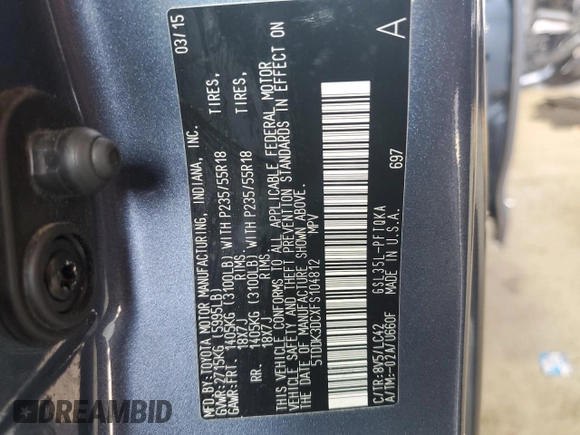 03/15
MFD.BY:TOYOTA MOTOR MANUFACTURING, INDIANA, INC.
GVWR:2715KG(5995LB)
GAWR:FRT. 1405KG(3100LB)WITH P235/55R18 TIRES,
18X7J RIMS
RR. 1405KG(3100LB)WITH P235/55R18 TIRES,
18X7J RIMS
THIS VEHICLE CONFORMS TO ALL APPLICABLE FEDERAL MOTOR
VEHICLE SAFETY AND THEFT PREVENTION STANDARDS IN EFFECT ON
THE DATE OF MANUFACTURE SHOWN ABOVE.
5TDDK3DCXFS104812 MPV
A
C/TR:8V5/LC42 GSL35L-PFTQKA 697
A/TM:-02A/U660F MADE IN U.S.A.
DREAMBID